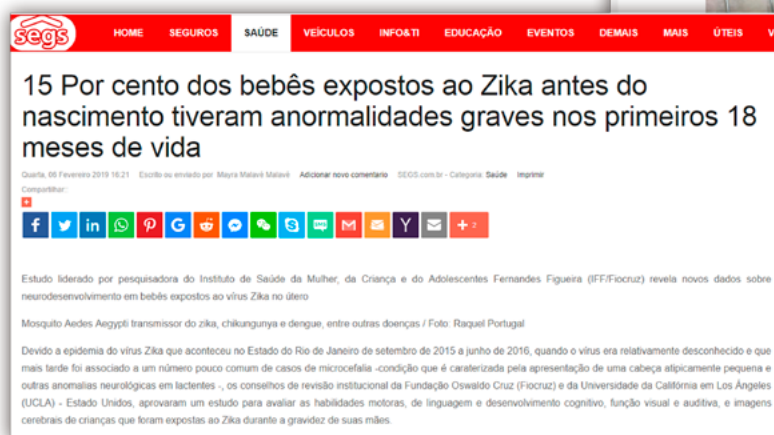 segs
HOME SEGUROS SAÚDE VEÍCULOS INFO&TI EDUCAÇÃO EVENTOS DEMAIS MAIS ÚTEIS V
15 Por cento dos bebês expostos ao Zika antes do
nascimento tiveram anormalidades graves nos primeiros 18
meses de vida
Quarta, 06 Fevereiro 2019 16:21 Escrito ou enviado por Mayra Malavé Malavé Adicionar novo comentário SEGS.com.br - Categoria: Saúde Imprimir
Compartilhar:
+ 2
Estudo liderado por pesquisadora do Instituto de Saúde da Mulher, da Criança e do Adolescentes Fernandes Figueira (IFF/Fiocruz) revela novos dados sobre
neurodesenvolvimento em bebês expostos ao vírus Zika no útero
Mosquito Aedes Aegypti transmissor do zika, chikungunya e dengue, entre outras doenças / Foto: Raquel Portugal
Devido a epidemia do vírus Zika que aconteceu no Estado do Rio de Janeiro de setembro de 2015 a junho de 2016, quando o vírus era relativamente desconhecido e que
mais tarde foi associado a um número pouco comum de casos de microcefalia -condição que é caraterizada pela apresentação de uma cabeça atipicamente pequena e
outras anomalias neurológicas em lactentes -, os conselhos de revisão institucional da Fundação Oswaldo Cruz (Fiocruz) e da Universidade da Califórnia em Los Ángeles
(UCLA) - Estado Unidos, aprovaram um estudo para avaliar as habilidades motoras, de linguagem e desenvolvimento cognitivo, função visual e auditiva, e imagens
cerebrais de crianças que foram expostas ao Zika durante a gravidez de suas mães.